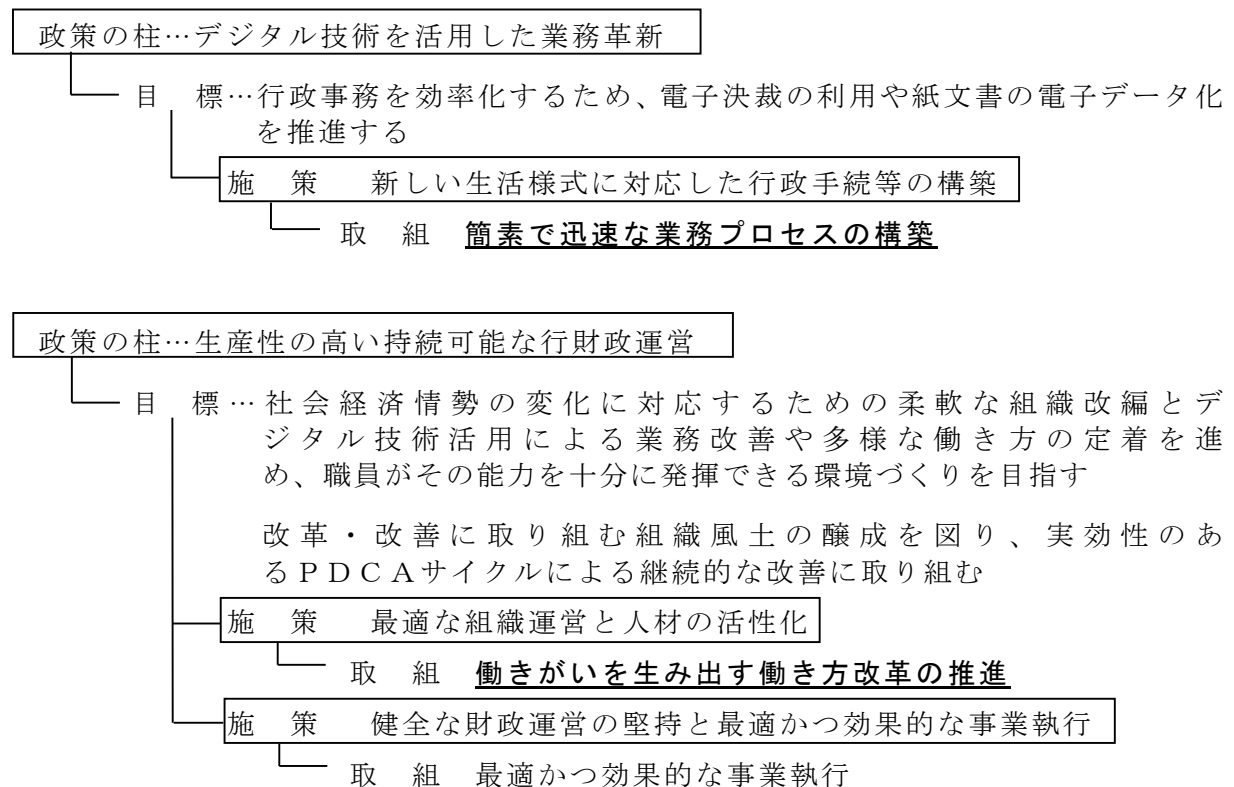 政策の柱…デジタル技術を活用した業務革新
目　標…行政事務を効率化するため、電子決裁の利用や紙文書の電子データ化
を推進する
施　策　新しい生活様式に対応した行政手続等の構築
取　組　簡素で迅速な業務プロセスの構築
政策の柱…生産性の高い持続可能な行財政運営
目　標…社会経済情勢の変化に対応するための柔軟な組織改編とデ
ジタル技術活用による業務改善や多様な働き方の定着を進
め、職員がその能力を十分に発揮できる環境づくりを目指す
改革・改善に取り組む組織風土の醸成を図り、実効性のあ
るＰＤＣＡサイクルによる継続的な改善に取り組む
施　策　最適な組織運営と人材の活性化
取　組　働きがいを生み出す働き方改革の推進
施　策　健全な財政運営の堅持と最適かつ効果的な事業執行
取　組　最適かつ効果的な事業執行